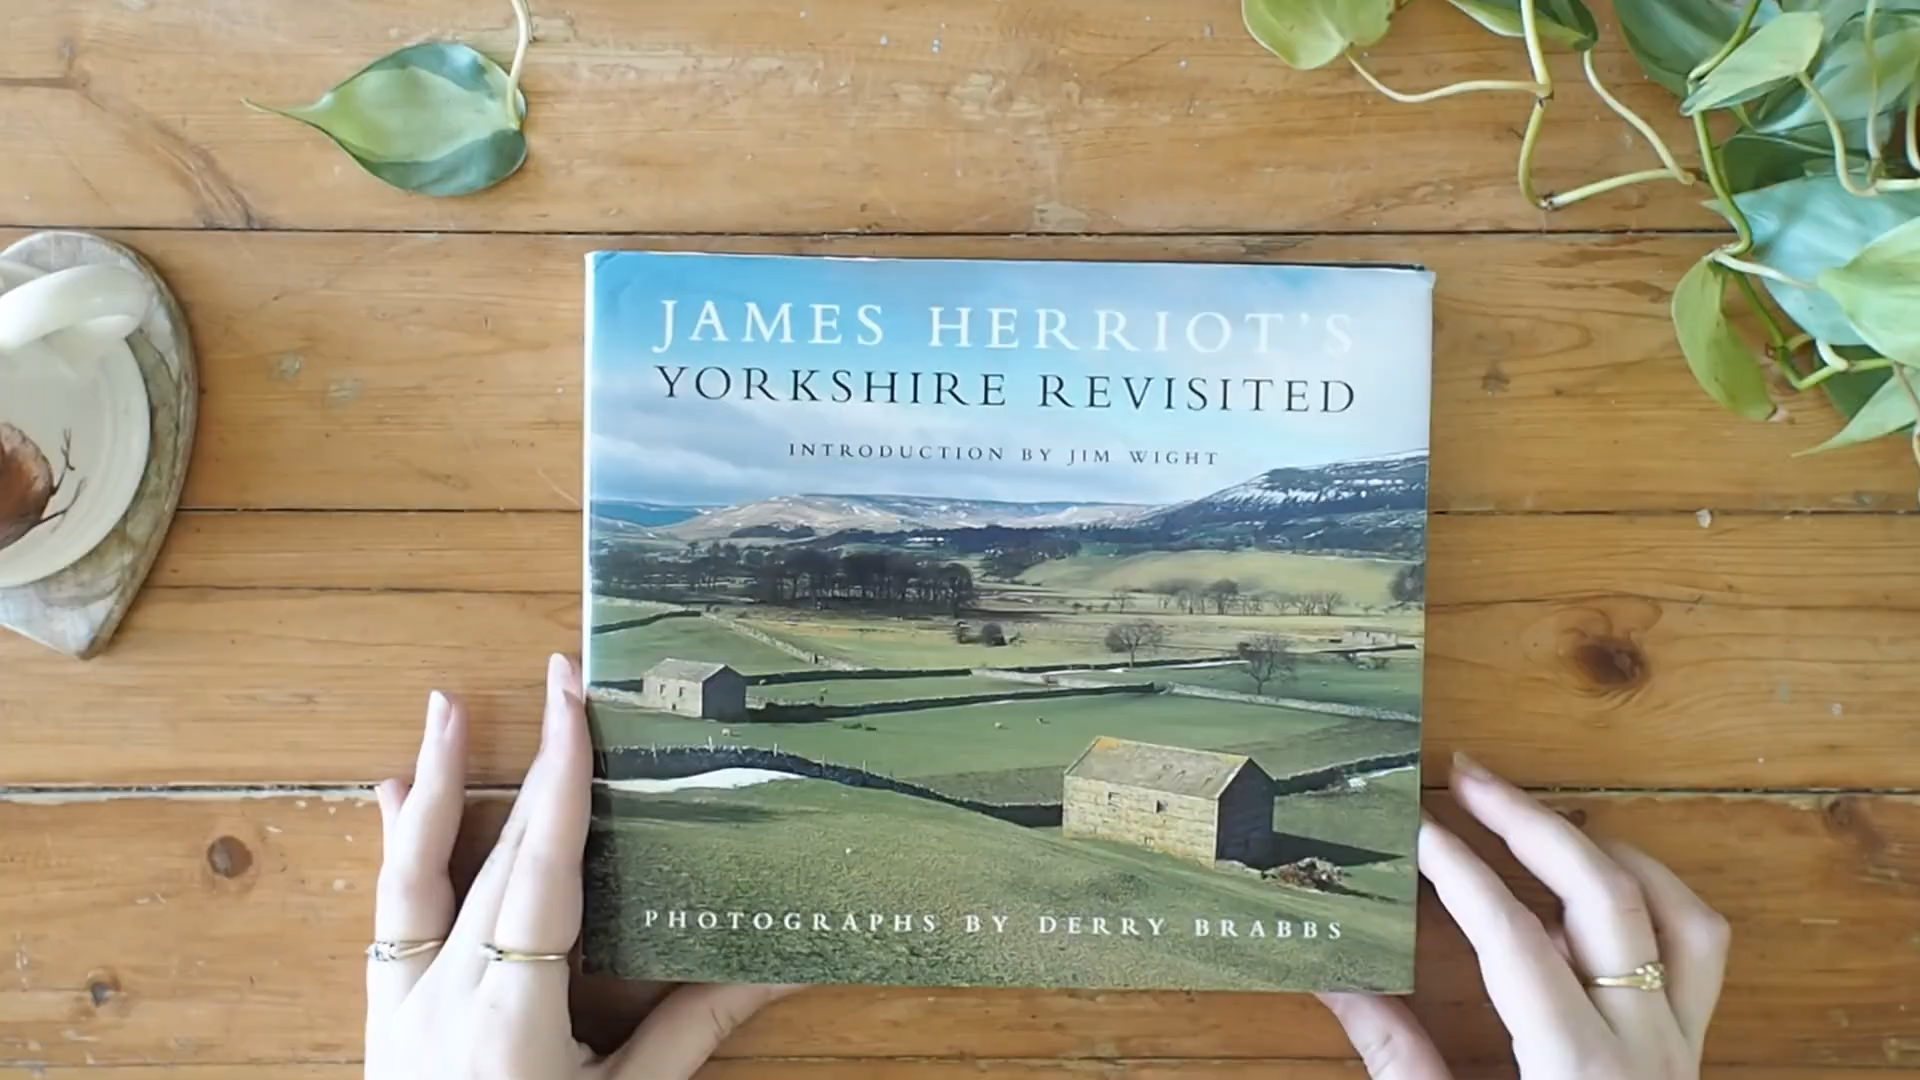 JAMES HERRIOT'S
YORKSHIRE REVISITED
INTRODUCTION BY JIM WIGHT
PHOTOGRAPHS BY DERRY BRABBS